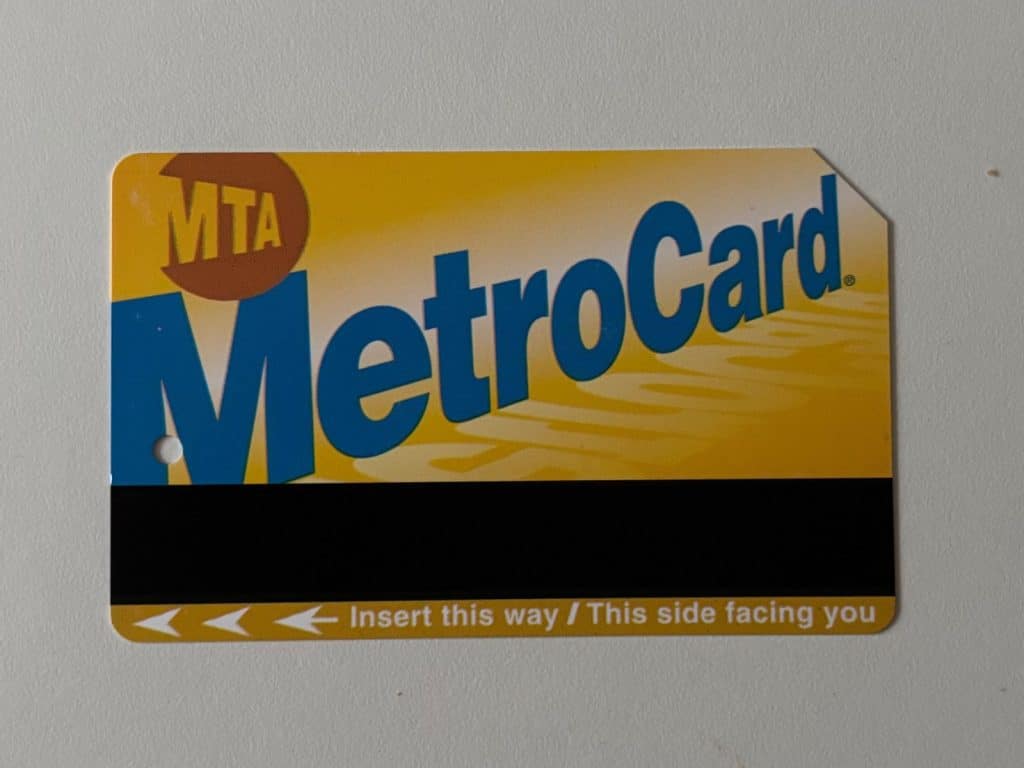 MTA
MetroCard®
Insert this way / This side facing you